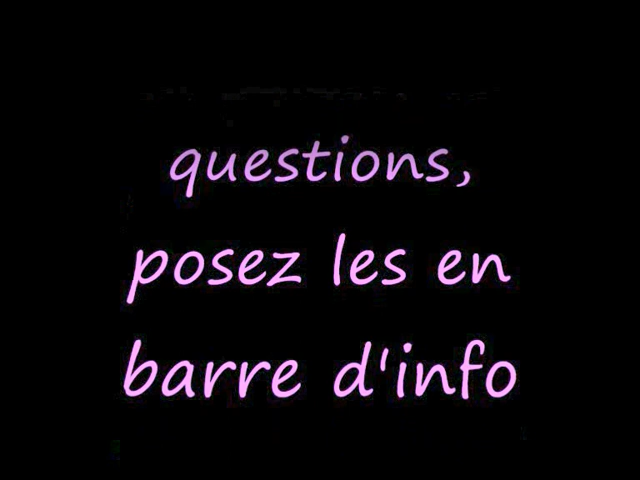 questions,
posez les en
barre d'info